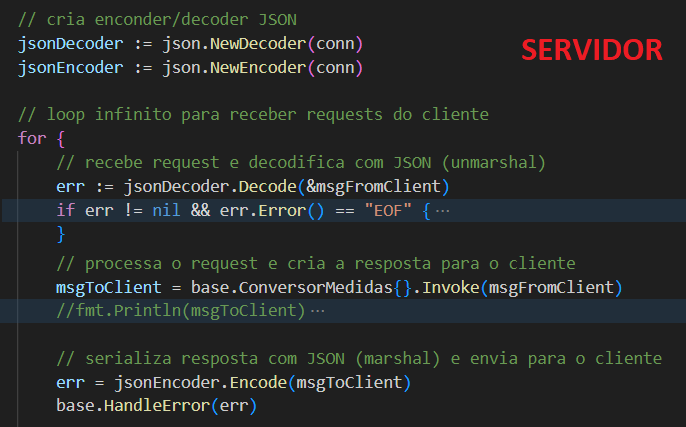 // cria enconder/decoder JSON
jsonDecoder := json.NewDecoder(conn)
SERVIDOR
jsonEncoder := json.NewEncoder(conn)
// loop infinito para receber requests do cliente
for {
// recebe request e decodifica com JSON (unmarshal)
err := jsonDecoder.Decode(&msgFromClient)
if err != nil && err.Error() == "EOF" { ⋯
}
// processa o request e cria a resposta para o cliente
msgToClient = base.ConversorMedidas{}.Invoke(msgFromClient)
//fmt.Println(msgToClient) ⋯
// serializa resposta com JSON (marshal) e envia para o cliente
err = jsonEncoder.Encode(msgToClient)
base.HandleError(err)